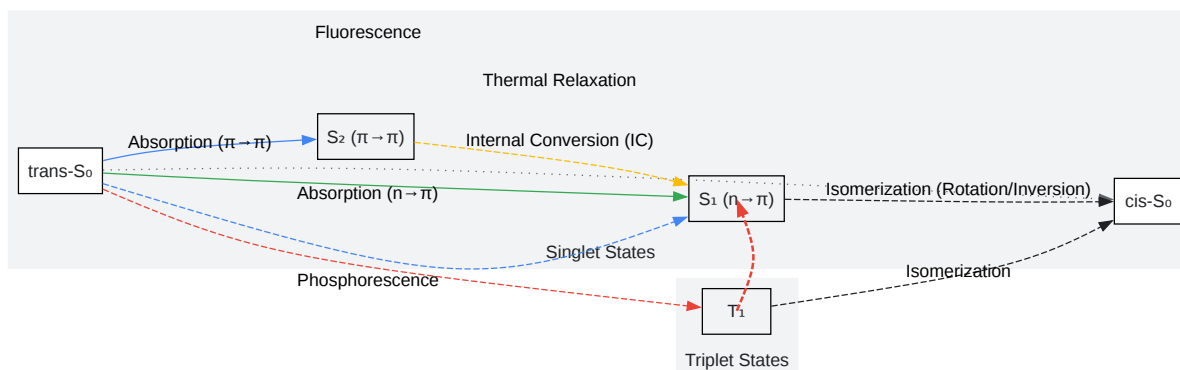 Fluorescence
Thermal Relaxation
S₂ (π→π)
Absorption (π→π)
Internal Conversion (IC)
trans-S₀
Absorption (n→π)
S₁ (n→π)
Isomerization (Rotation/Inversion)
cis-S₀
Singlet States
Phosphorescence
Isomerization
T₁
Triplet States